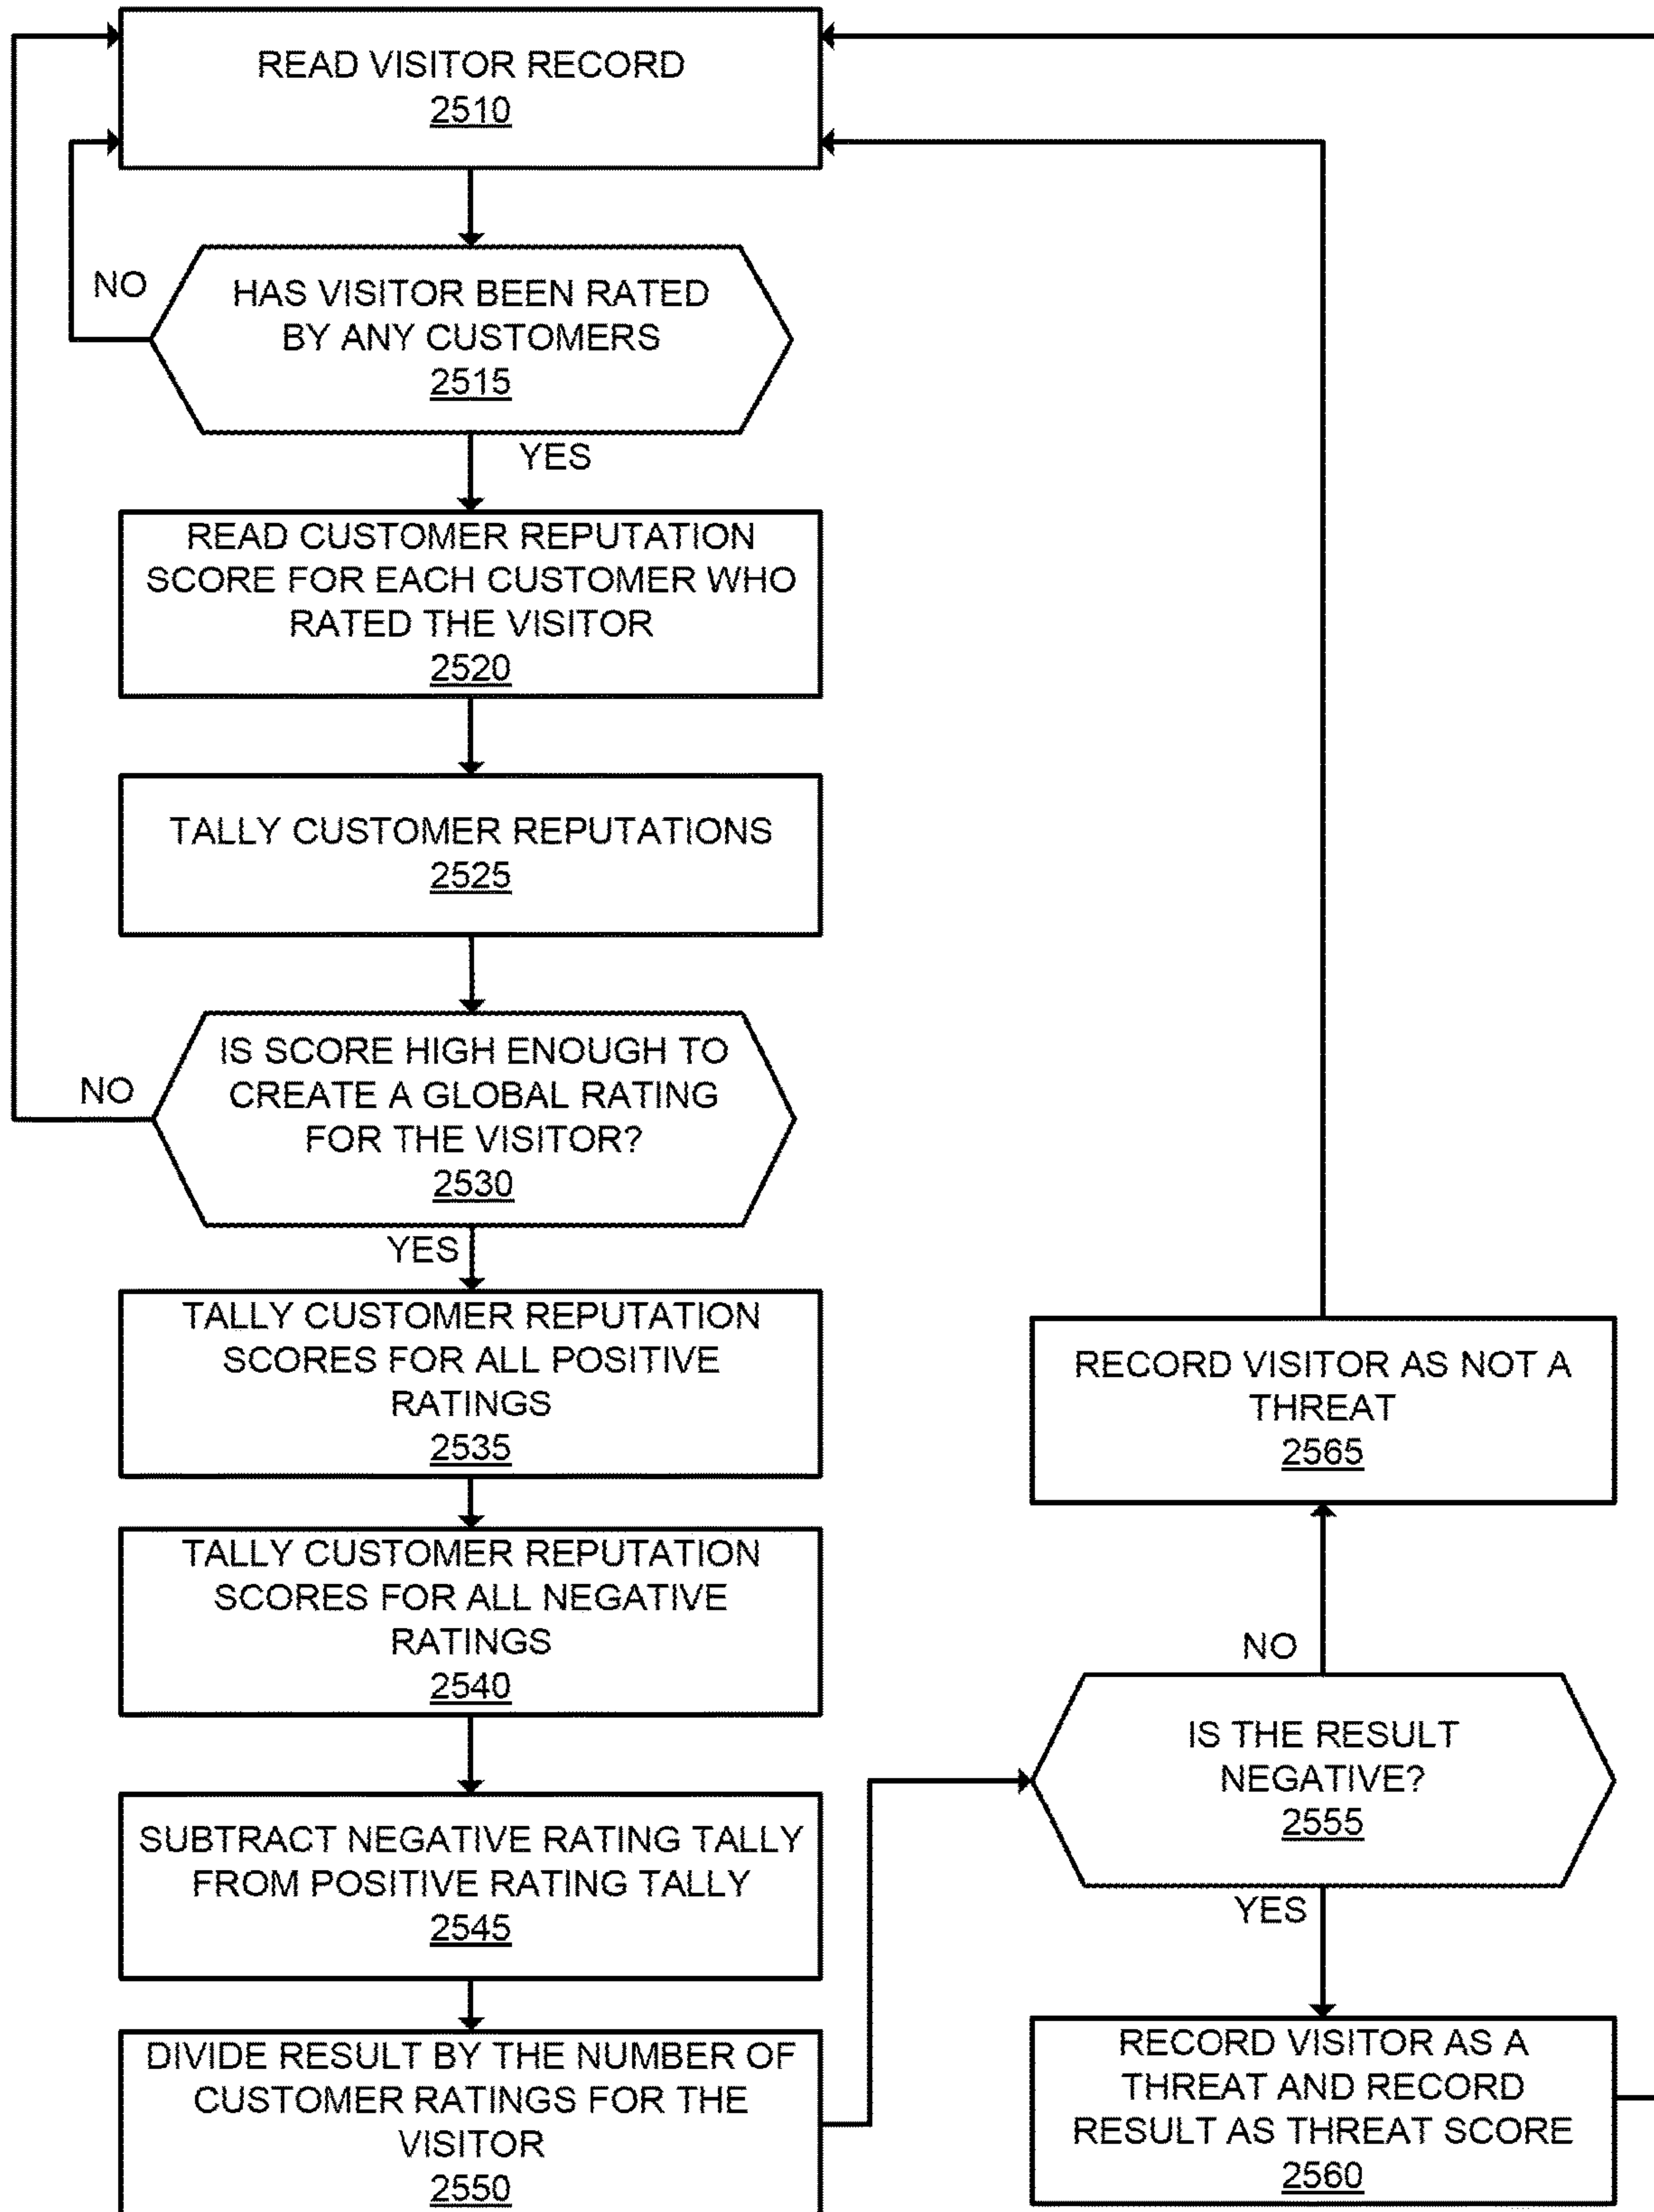 READ VISITOR RECORD
2510
NO
HAS VISITOR BEEN RATED
BY ANY CUSTOMERS
2515
YES
READ CUSTOMER REPUTATION
SCORE FOR EACH CUSTOMER WHO
RATED THE VISITOR
2520
TALLY CUSTOMER REPUTATIONS
2525
IS SCORE HIGH ENOUGH TO
CREATE A GLOBAL RATING
FOR THE VISITOR?
2530
NO
YES
TALLY CUSTOMER REPUTATION
SCORES FOR ALL POSITIVE
RATINGS
2535
TALLY CUSTOMER REPUTATION
SCORES FOR ALL NEGATIVE
RATINGS
2540
SUBTRACT NEGATIVE RATING TALLY
FROM POSITIVE RATING TALLY
2545
DIVIDE RESULT BY THE NUMBER OF
CUSTOMER RATINGS FOR THE
VISITOR
2550
RECORD VISITOR AS NOT A
THREAT
2565
NO
IS THE RESULT
NEGATIVE?
2555
YES
RECORD VISITOR AS A
THREAT AND RECORD
RESULT AS THREAT SCORE
2560